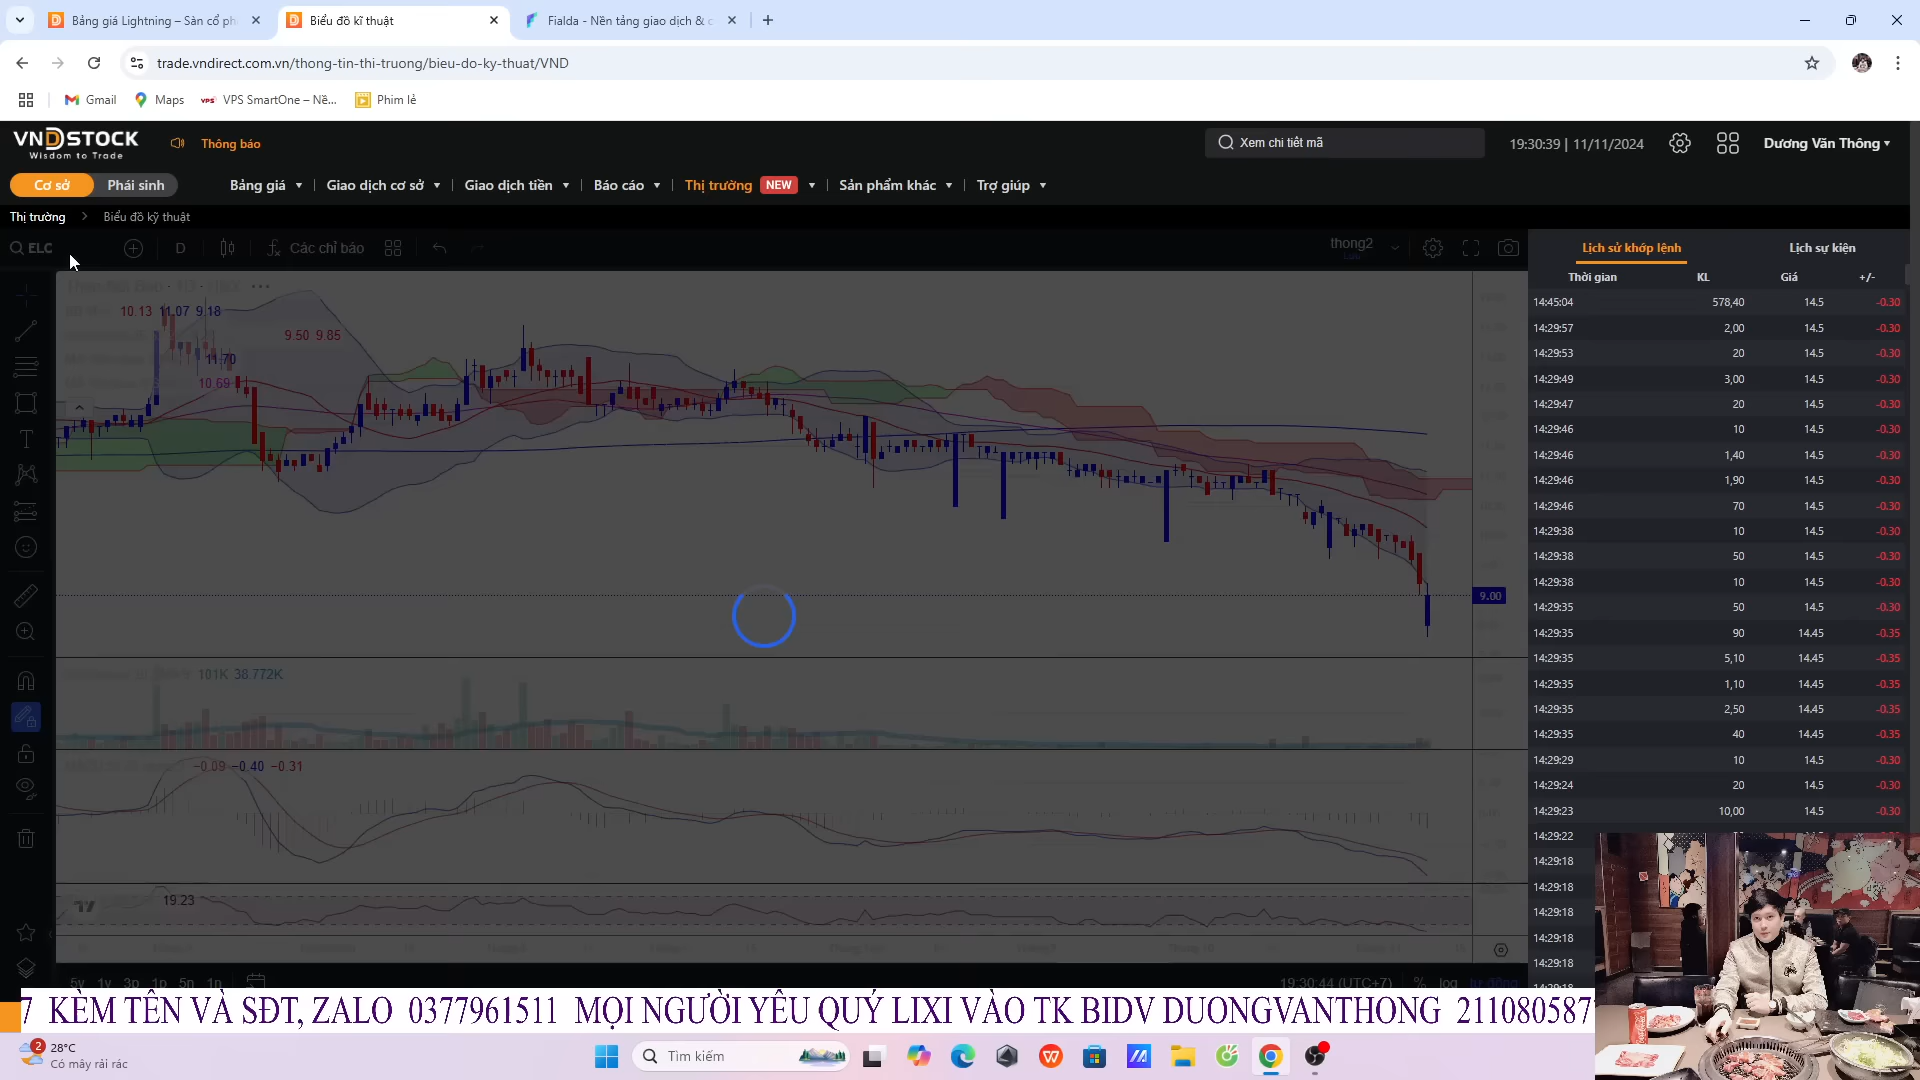 Bảng giá Lightning – Sàn cổ ph
Biểu đồ kĩ thuật
Fialda - Nền tảng giao dịch & c
trade.vndirect.com.vn/thong-tin-thi-truong/bieu-do-ky-thuat/VND
Gmail
Maps
VPS SmartOne – Nề...
Phim lẻ
VNDSTOCK
Wisdom to Trade
Thông báo
Xem chi tiết mã
19:30:39 | 11/11/2024
Dương Văn Thông
Cơ sở
Phái sinh
Bảng giá
Giao dịch cơ sở
Giao dịch tiền
Báo cáo
Thị trường NEW
Sản phẩm khác
Trợ giúp
Thị trường > Biểu đồ kỹ thuật
ELC
D
Các chỉ báo
thong2
Lịch sử khớp lệnh
Lịch sự kiện
Thời gian KL Giá +/-
10.13 11.07 9.18
9.50 9.85
11.70
10.69
9.00
101K 38.772K
−0.09 −0.40 −0.31
19.23
14:45:04 578,40 14.5 -0.30
14:29:57 2,00 14.5 -0.30
14:29:53 20 14.5 -0.30
14:29:49 3,00 14.5 -0.30
14:29:47 20 14.5 -0.30
14:29:46 10 14.5 -0.30
14:29:46 1,40 14.5 -0.30
14:29:46 1,90 14.5 -0.30
14:29:46 70 14.5 -0.30
14:29:38 10 14.5 -0.30
14:29:38 50 14.5 -0.30
14:29:38 10 14.5 -0.30
14:29:35 50 14.5 -0.30
14:29:35 90 14.45 -0.35
14:29:35 5,10 14.45 -0.35
14:29:35 1,10 14.45 -0.35
14:29:35 2,50 14.45 -0.35
14:29:35 40 14.45 -0.35
14:29:29 10 14.5 -0.30
14:29:24 20 14.5 -0.30
14:29:23 10,00 14.5 -0.30
14:29:22
14:29:18
14:29:18
14:29:18
14:29:18
14:29:18
5y 1y 3p 1p 5n 1n
19:30:44 (UTC+7) % log tự động
7 KÈM TÊN VÀ SĐT, ZALO 0377961511 MỌI NGƯỜI YÊU QUÝ LIXI VÀO TK BIDV DUONGVANTHONG 211080587
2
28°C
Có mây rải rác
Tìm kiếm